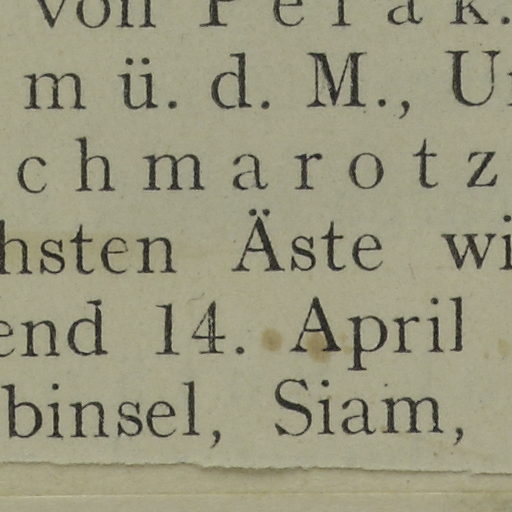 von Perak.
m ü. d. M., U
chmarotz
hsten Äste wi
end 14. April
binsel, Siam,